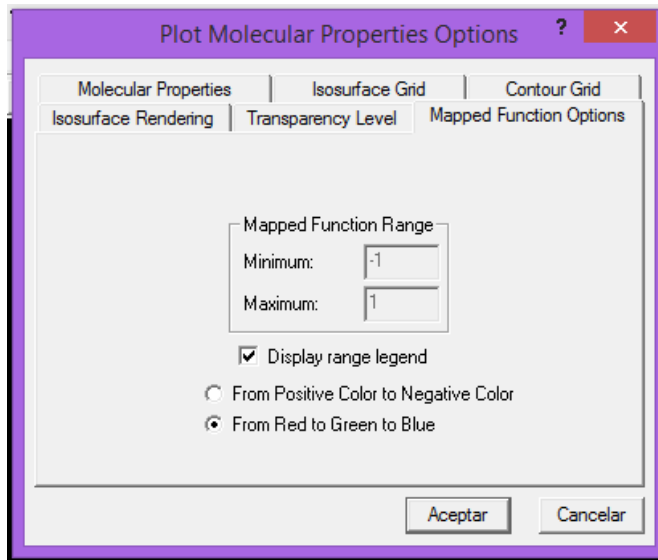 Plot Molecular Properties Options ? ×
Molecular Properties Isosurface Grid Contour Grid
Isosurface Rendering Transparency Level Mapped Function Options
Mapped Function Range
Minimum: -1
Maximum: 1
Display range legend
From Positive Color to Negative Color
From Red to Green to Blue
Aceptar Cancelar